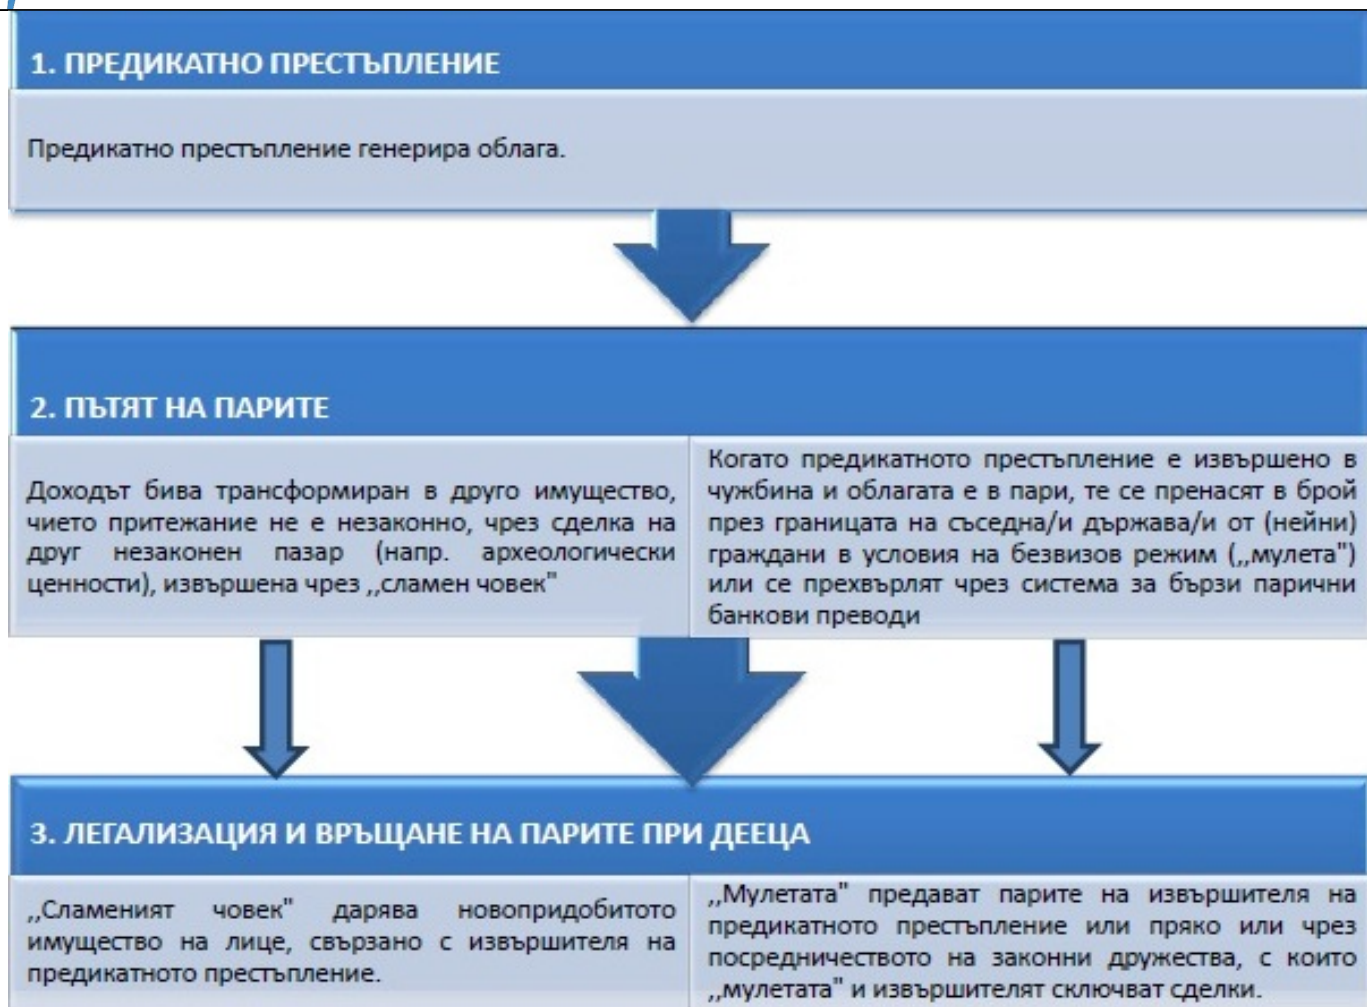 1. ПРЕДИКАТНО ПРЕСТЪПЛЕНИЕ
Предикатно престъпление генерира облага.
2. ПЪТЯТ НА ПАРИТЕ
Доходът бива трансформиран в друго имущество,
чието притежание не е незаконно, чрез сделка на
друг незаконен пазар (напр. археологически
ценности), извършена чрез ,,сламен човек"
Когато предикатното престъпление е извършено в
чужбина и облагата е в пари, те се пренасят в брой
през границата на съседна/и държава/и от (нейни)
граждани в условия на безвизов режим (,,мулета")
или се прехвърлят чрез система за бързи парични
банкови преводи
3. ЛЕГАЛИЗАЦИЯ И ВРЪЩАНЕ НА ПАРИТЕ ПРИ ДЕЕЦА
,,Сламеният човек" дарява новопридобитото
имущество на лице, свързано с извършителя на
предикатното престъпление.
,,Мулетата" предават парите на извършителя на
предикатното престъпление или пряко или чрез
посредничеството на законни дружества, с които
,,мулетата" и извършителят сключват сделки.